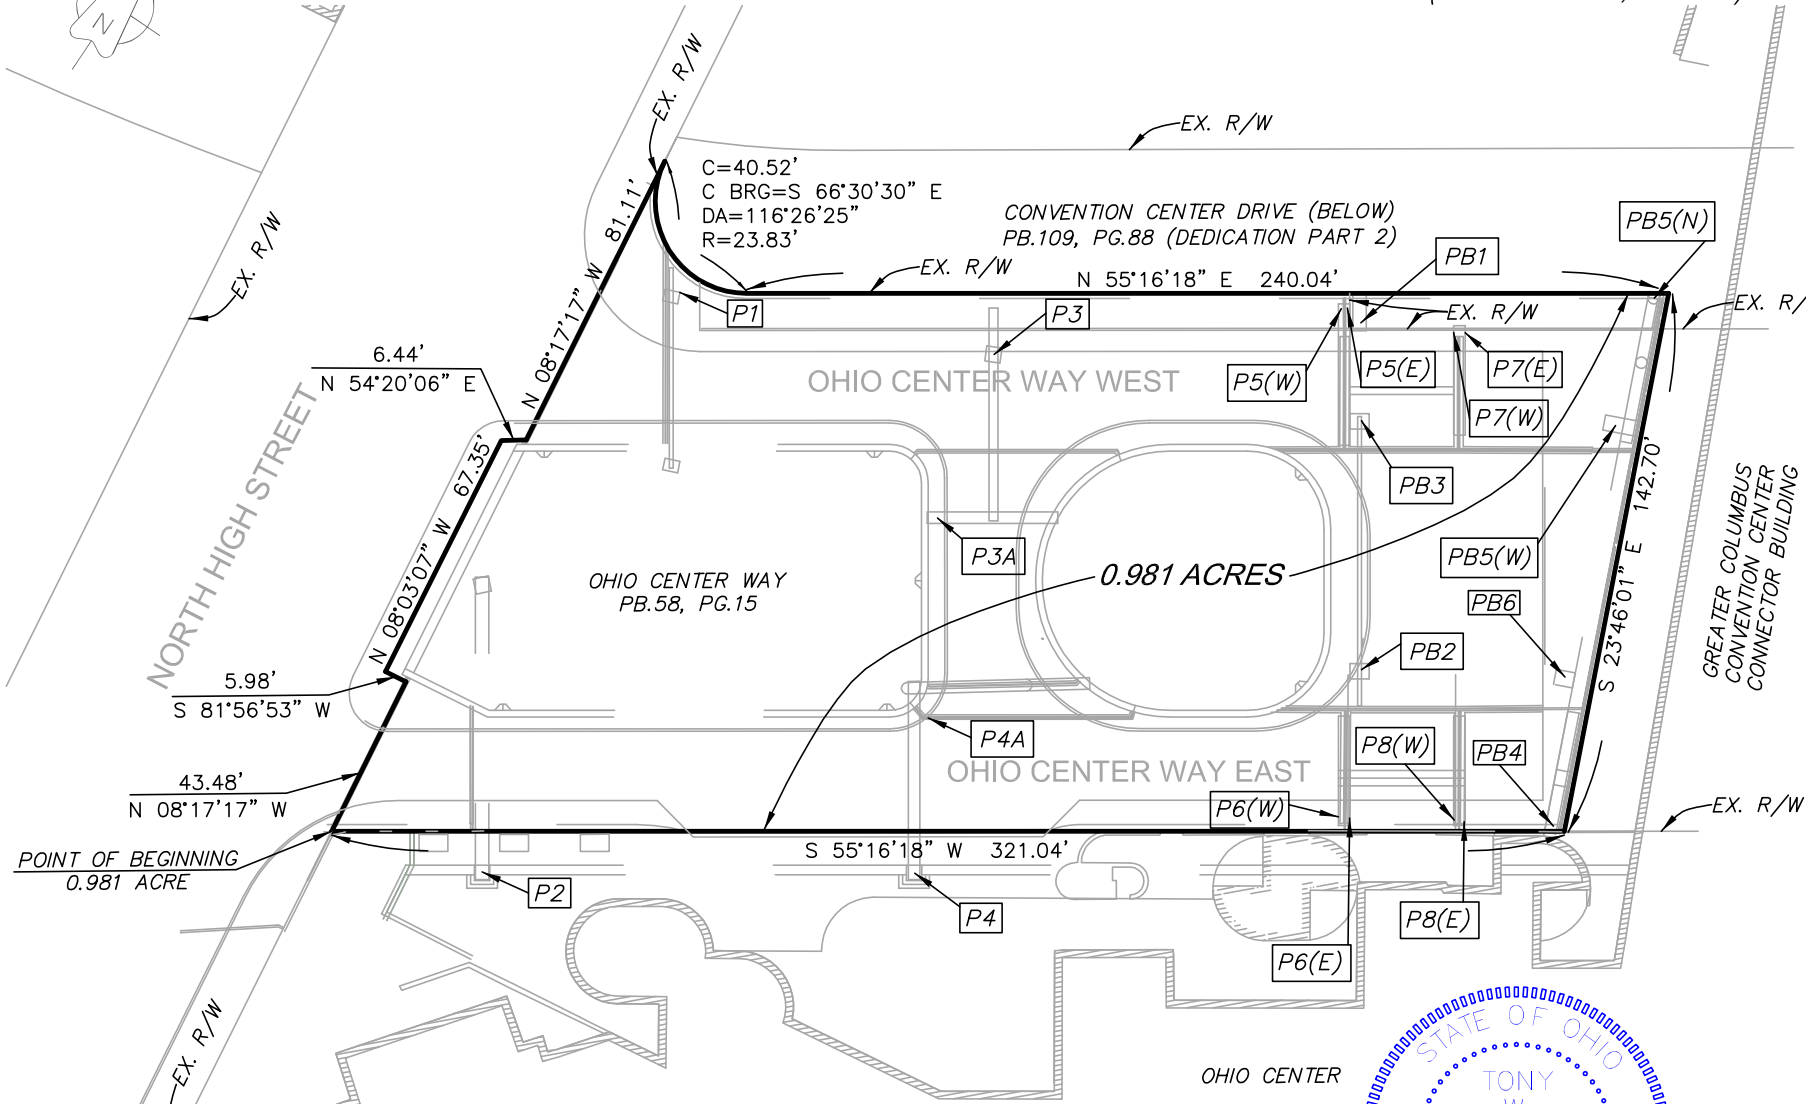 N
EX. R/W
EX. R/W
EX. R/W
C=40.52'
C BRG=S 66°30'30" E
DA=116°26'25"
R=23.83'
81.11'
N 08°17'17" W
CONVENTION CENTER DRIVE (BELOW)
PB.109, PG.88 (DEDICATION PART 2)
PB5(N)
PB1
EX. R/W
N 55°16'18" E 240.04'
EX. R/W
EX. R/
P1
P3
6.44'
N 54°20'06" E
OHIO CENTER WAY WEST
P5(W)
P5(E)
P7(E)
P7(W)
NORTH HIGH STREET
67.35'
N 08°03'07" W
PB3
142.70'
S 23°46'01" E
P3A
PB5(W)
GREATER COLUMBUS
CONVENTION CENTER
CONNECTOR BUILDING
OHIO CENTER WAY
PB.58, PG.15
0.981 ACRES
PB6
PB2
5.98'
S 81°56'53" W
P4A
P8(W)
PB4
OHIO CENTER WAY EAST
43.48'
N 08°17'17" W
P6(W)
EX. R/W
POINT OF BEGINNING
0.981 ACRE
S 55°16'18" W 321.04'
P2
P4
P8(E)
P6(E)
EX. R/W
OHIO CENTER
STATE OF OHIO
TONY
W